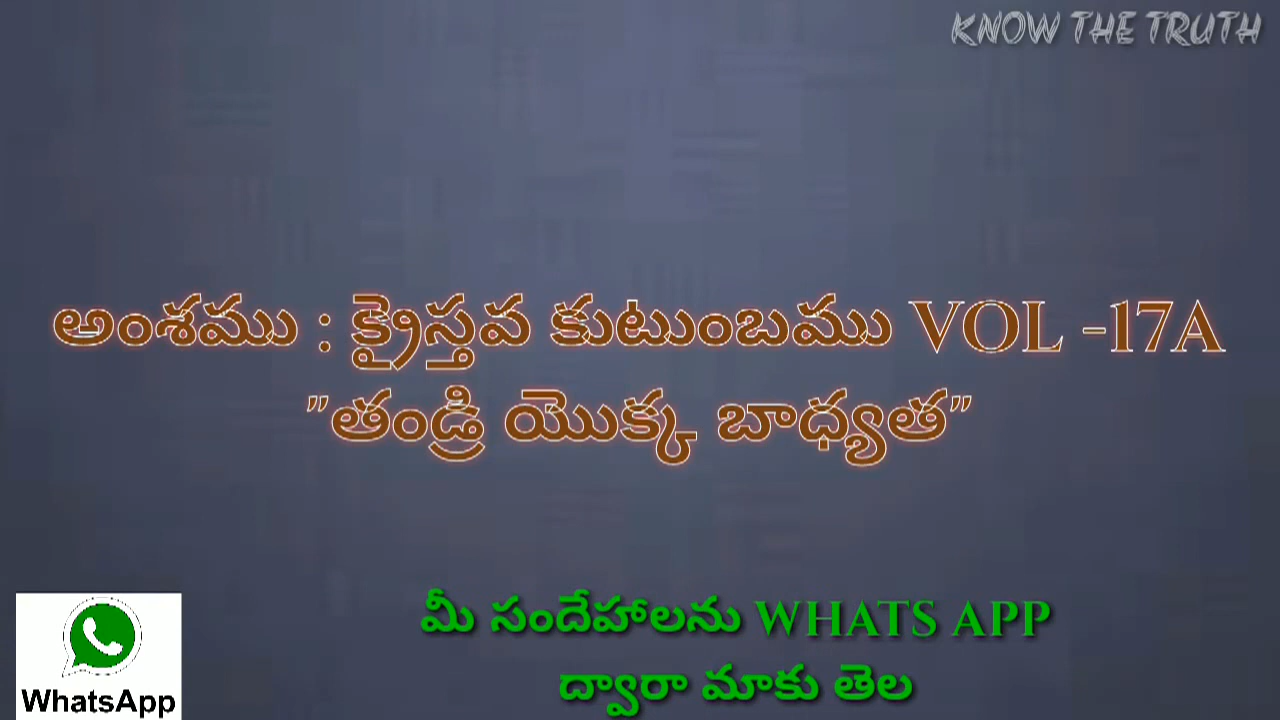 KNOW THE TRUTH
అంశము : క్రైస్తవ కుటుంబము VOL -17A
"తండ్రి యొక్క బాధ్యత"
మీ సందేహాలను WHATS APP
ద్వారా మాకు తెల
WhatsApp